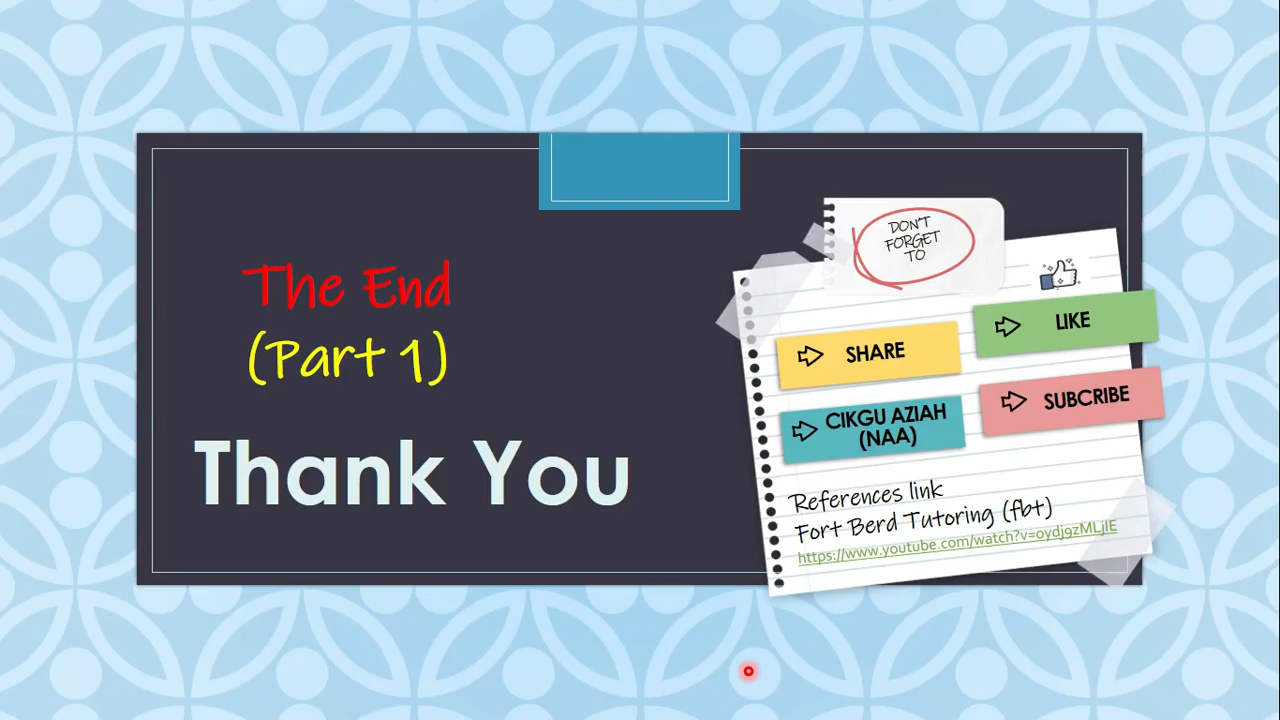 The End
(Part 1)
Thank You
DON'T
FORGET
TO
SHARE
LIKE
CIKGU AZIAH
(NAA)
SUBCRIBE
References link
Fort Berd Tutoring (fbt)
https://www.youtube.com/watch?v=oydj9zMLjIE